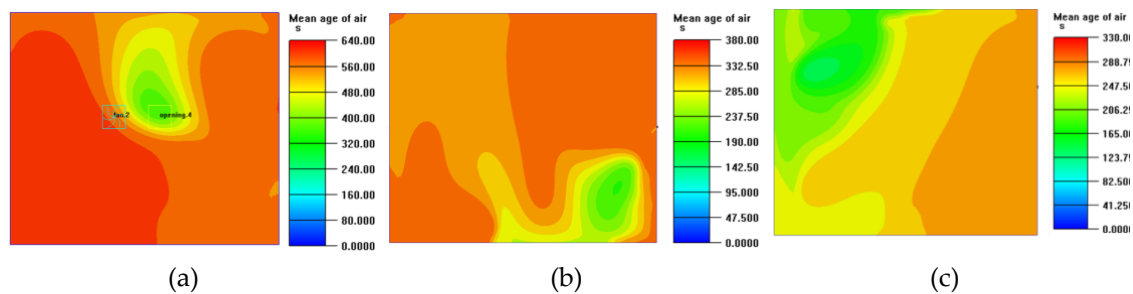 Mean age of air
s
640.00
560.00
480.00
400.00
320.00
240.00
160.00
80.000
0.0000
fan.2
opening.4
(a)
Mean age of air
s
380.00
332.50
285.00
237.50
190.00
142.50
95.000
47.500
0.0000
(b)
Mean age of air
s
330.00
288.75
247.50
206.25
165.00
123.75
82.500
41.250
0.0000
(c)